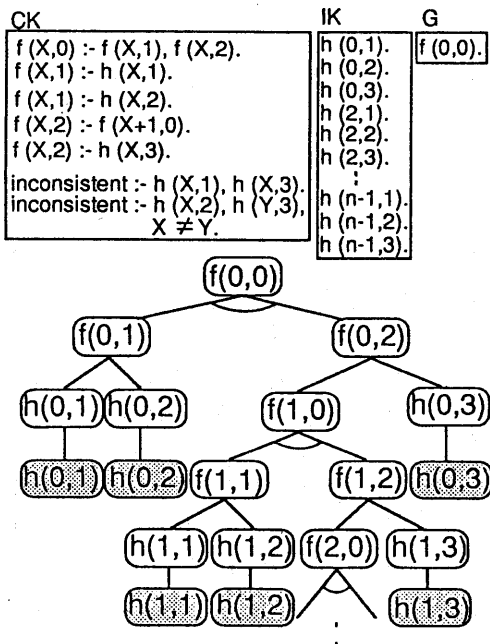 CK
f (X,0) :- f (X,1), f (X,2).
f (X,1) :- h (X,1).
f (X,1) :- h (X,2).
f (X,2) :- f (X+1,0).
f (X,2) :- h (X,3).
inconsistent :- h (X,1), h (X,3).
inconsistent :- h (X,2), h (Y,3),
X ≠ Y.
IK
h (0,1).
h (0,2).
h (0,3).
h (2,1).
h (2,2).
h (2,3).
⋮
h (n-1,1).
h (n-1,2).
h (n-1,3).
G
f (0,0).
f(0,0)
f(0,1) f(0,2)
h(0,1) h(0,2) f(1,0) h(0,3)
h(0,1) h(0,2) f(1,1) f(1,2) h(0,3)
h(1,1) h(1,2) f(2,0) h(1,3)
h(1,1) h(1,2) h(1,3)
⋮